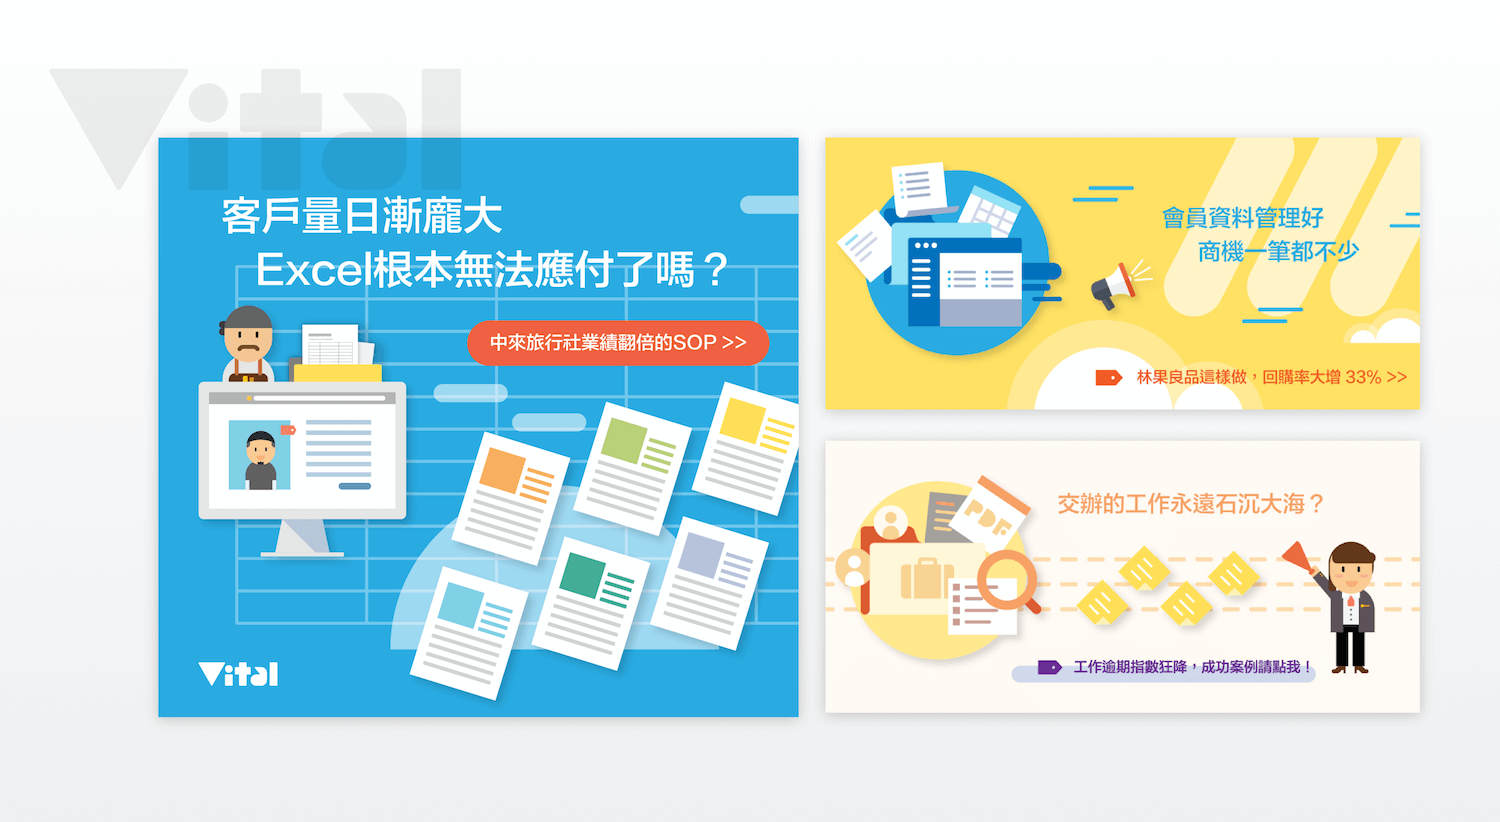 Vital
客戶量日漸龐大
Excel根本無法應付了嗎？
中來旅行社業績翻倍的SOP >>
Vital
會員資料管理好
商機一筆都不少
林果良品這樣做，回購率大增 33% >>
PDF
交辦的工作永遠石沉大海？
工作逾期指數狂降，成功案例請點我！